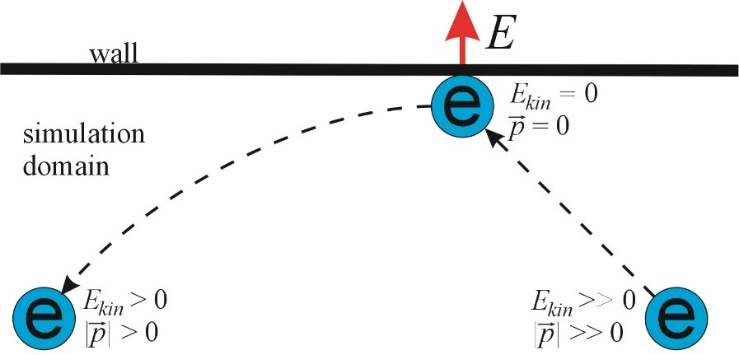 E
wall
e
E_kin = 0
p⃗ = 0
simulation
domain
e
E_kin > 0
|p⃗| > 0
E_kin >> 0
|p⃗| >> 0
e